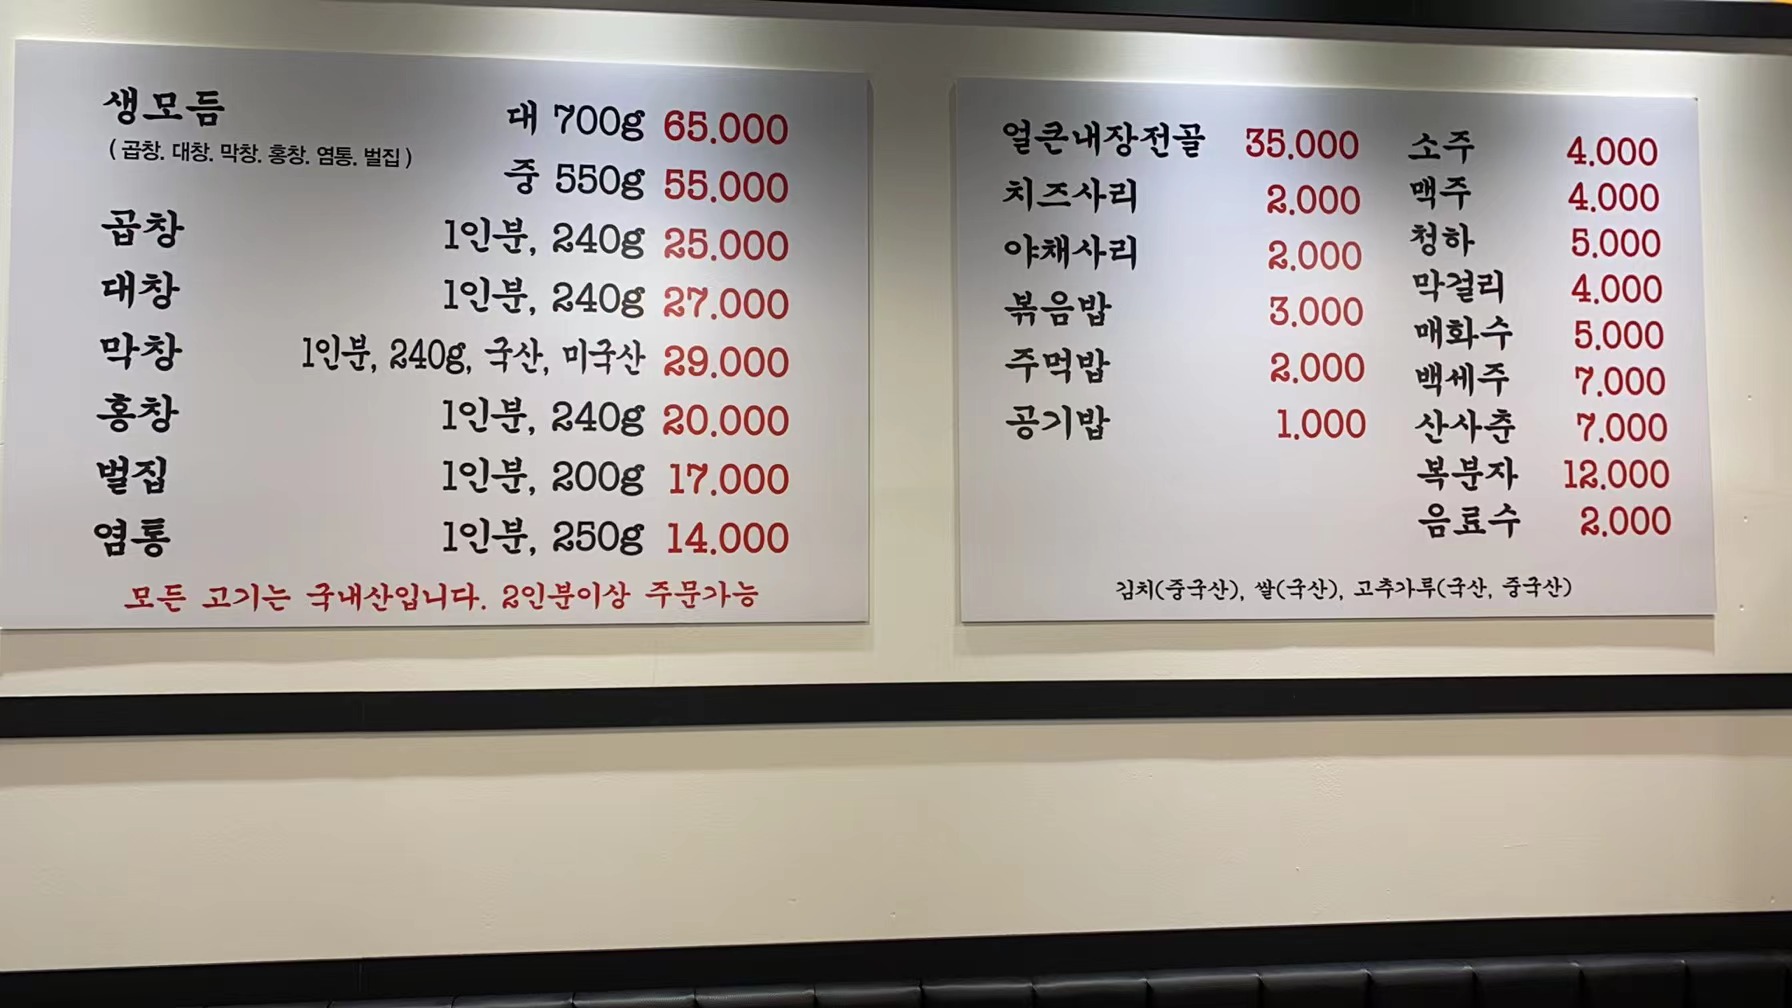 생모듬 대 700g 65.000
(곱창. 대창. 막창. 홍창. 염통. 벌집)
중 550g 55.000
곱창 1인분, 240g 25.000
대창 1인분, 240g 27.000
막창 1인분, 240g, 국산, 미국산 29.000
홍창 1인분, 240g 20.000
벌집 1인분, 200g 17.000
염통 1인분, 250g 14.000
모든 고기는 국내산입니다. 2인분이상 주문가능
얼큰내장전골 35.000
치즈사리 2.000
야채사리 2.000
볶음밥 3.000
주먹밥 2.000
공기밥 1.000
소주 4.000
맥주 4.000
청하 5.000
막걸리 4.000
매화수 5.000
백세주 7.000
산사춘 7.000
복분자 12.000
음료수 2.000
김치(중국산), 쌀(국산), 고추가루(국산, 중국산)